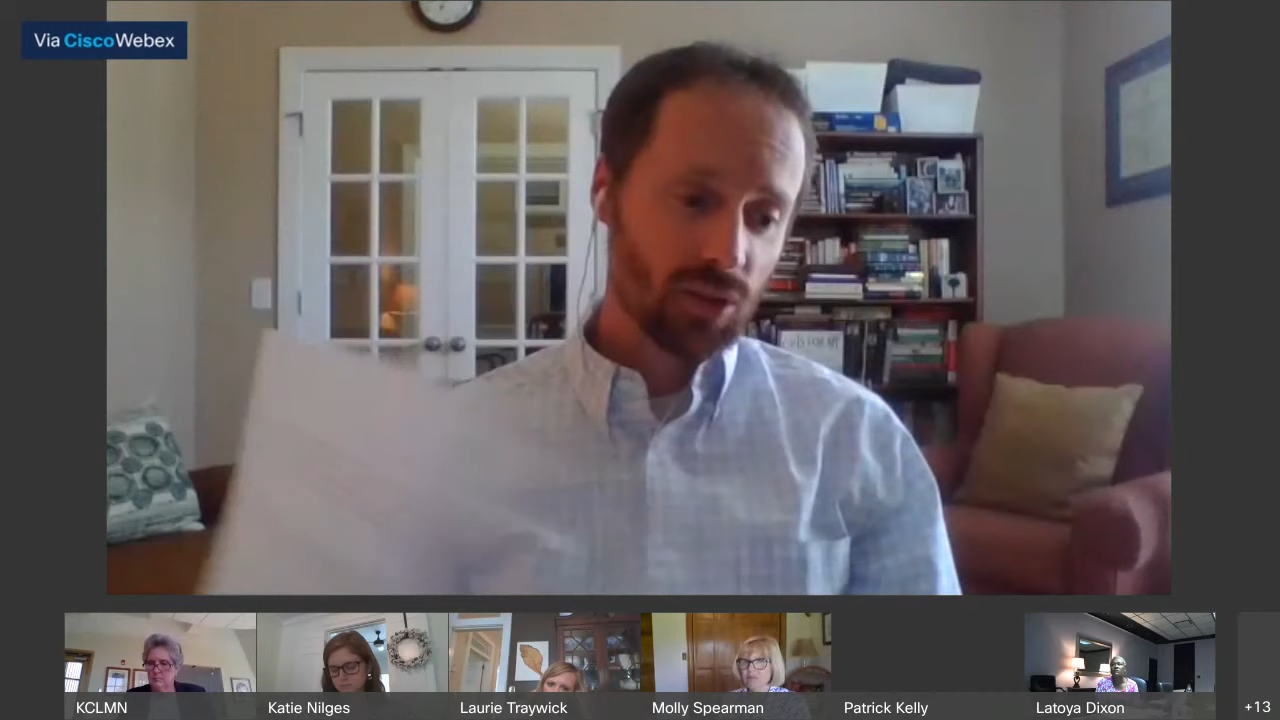 Via CiscoWebex
KCLMN
Katie Nilges
Laurie Traywick
Molly Spearman
Patrick Kelly
Latoya Dixon
+13